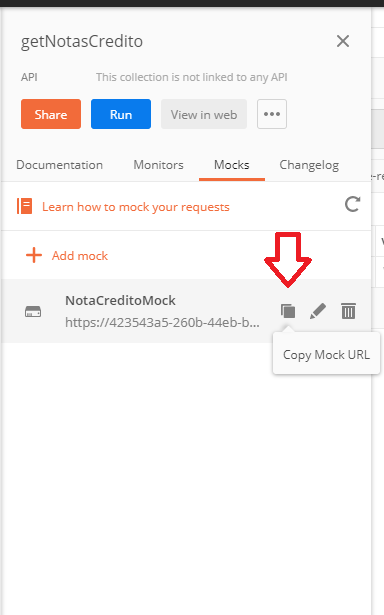 getNotasCredito
API This collection is not linked to any API
Share Run View in web
Documentation Monitors Mocks Changelog
Learn how to mock your requests
Add mock
NotaCreditoMock
https://423543a5-260b-44eb-b...
Copy Mock URL